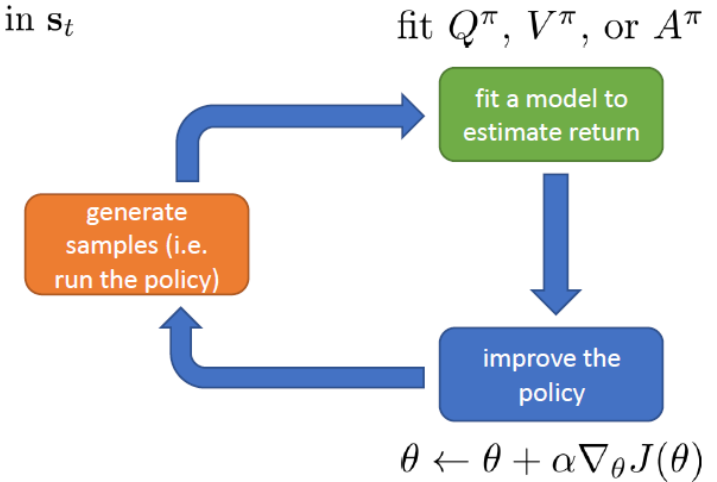 in s_t
fit Q^π, V^π, or A^π
fit a model to
estimate return
generate
samples (i.e.
run the policy)
improve the
policy
θ ← θ + α∇_θ J(θ)